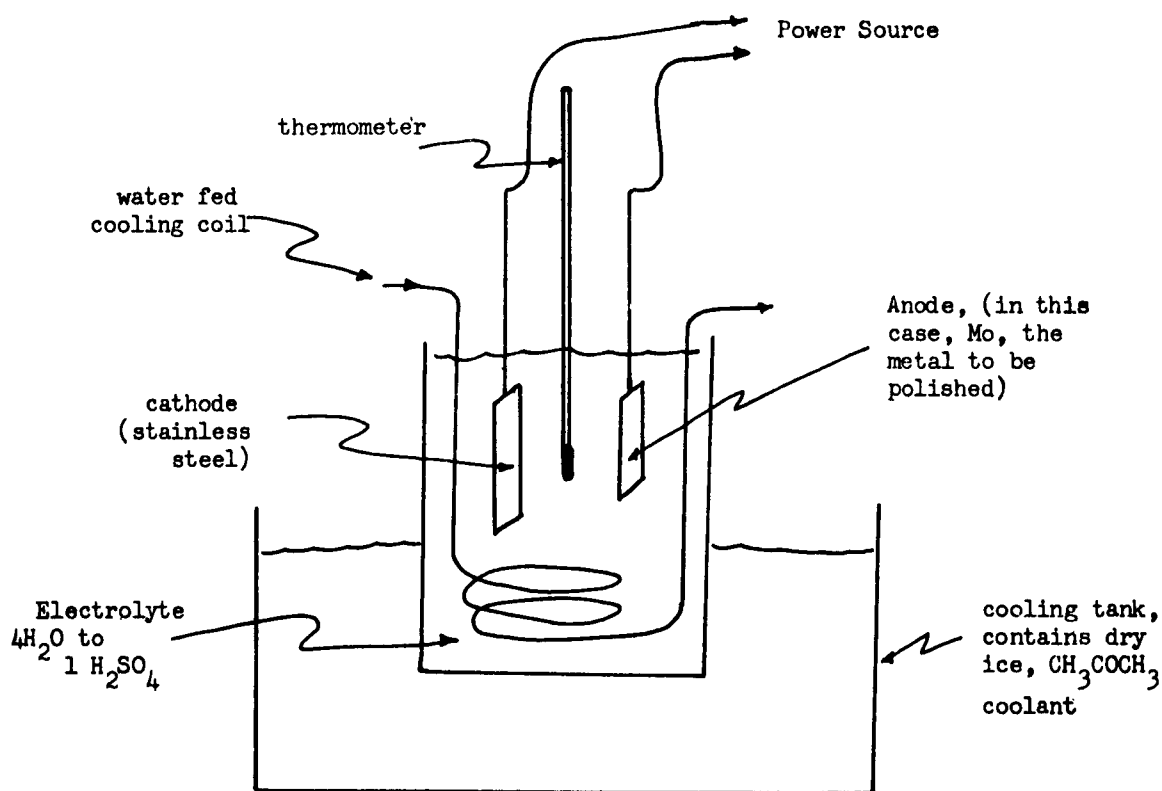 Power Source
thermometer
water fed
cooling coil
Anode, (in this
case, Mo, the
metal to be
polished)
cathode
(stainless
steel)
Electrolyte
4H₂O to
1 H₂SO₄
cooling tank,
contains dry
ice, CH₃COCH₃
coolant